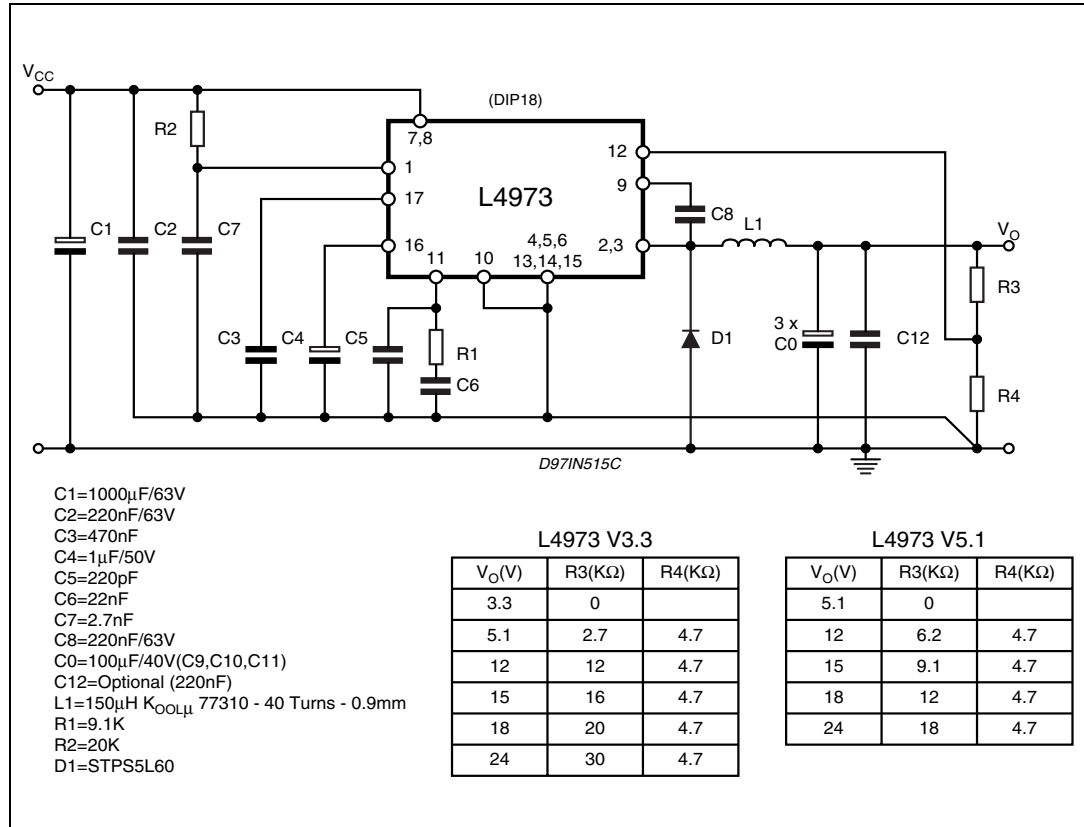 V_CC
(DIP18)
R2
7,8
12
1
9
L4973
17
C8
C1
C2
C7
16
4,5,6
2,3
L1
V_O
11
10
13,14,15
R3
3 x
C3
C4
C5
R1
D1
C0
C12
C6
R4
D97IN515C
C1=1000μF/63V
C2=220nF/63V
C3=470nF
C4=1μF/50V
C5=220pF
C6=22nF
C7=2.7nF
C8=220nF/63V
C0=100μF/40V(C9,C10,C11)
C12=Optional (220nF)
L1=150μH K_OOLμ 77310 - 40 Turns - 0.9mm
R1=9.1K
R2=20K
D1=STPS5L60
L4973 V3.3
V_O(V) R3(KΩ) R4(KΩ)
3.3 0
5.1 2.7 4.7
12 12 4.7
15 16 4.7
18 20 4.7
24 30 4.7
L4973 V5.1
V_O(V) R3(KΩ) R4(KΩ)
5.1 0
12 6.2 4.7
15 9.1 4.7
18 12 4.7
24 18 4.7